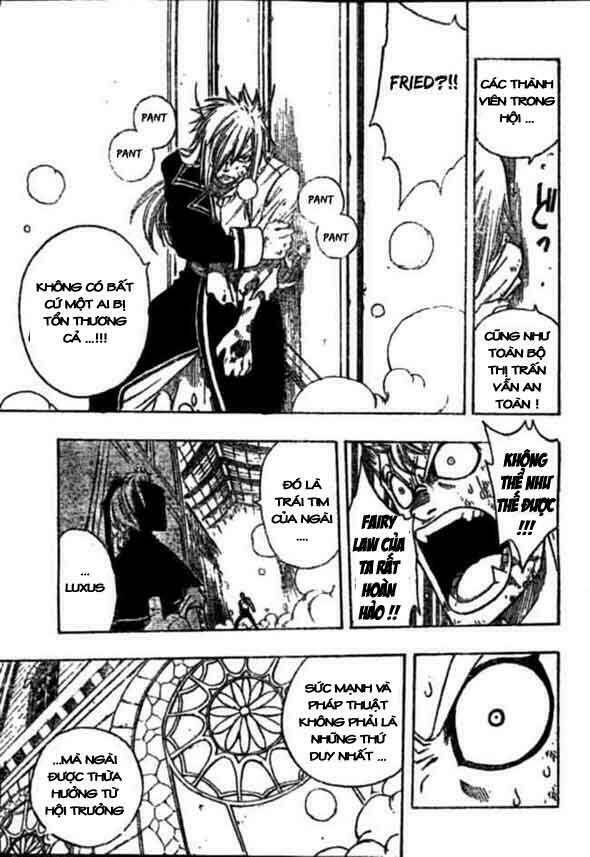 CÁC THÀNH
VIÊN TRONG
HỘI ...
CŨNG NHƯ
TOÀN BỘ
THỊ TRẤN
VẪN AN
TOÀN !
FRIED?!!
PANT
PANT
PANT
PANT
KHÔNG CÓ BẤT
CỨ MỘT AI BỊ
TỔN THƯƠNG
CẢ ...!!!
KHÔNG
THỂ NHƯ
THẾ ĐƯỢC
!!!
FAIRY
LAW CỦA
TA RẤT
HOÀN
HẢO !!
ĐÓ LÀ
TRÁI TIM
CỦA NGÀI
....
...
LUXUS
SỨC MẠNH VÀ
PHÁP THUẬT
KHÔNG PHẢI LÀ
NHỮNG THỨ
DUY NHẤT ...
...MÀ NGÀI
ĐƯỢC THỪA
HƯỞNG TỪ
HỘI TRƯỞNG